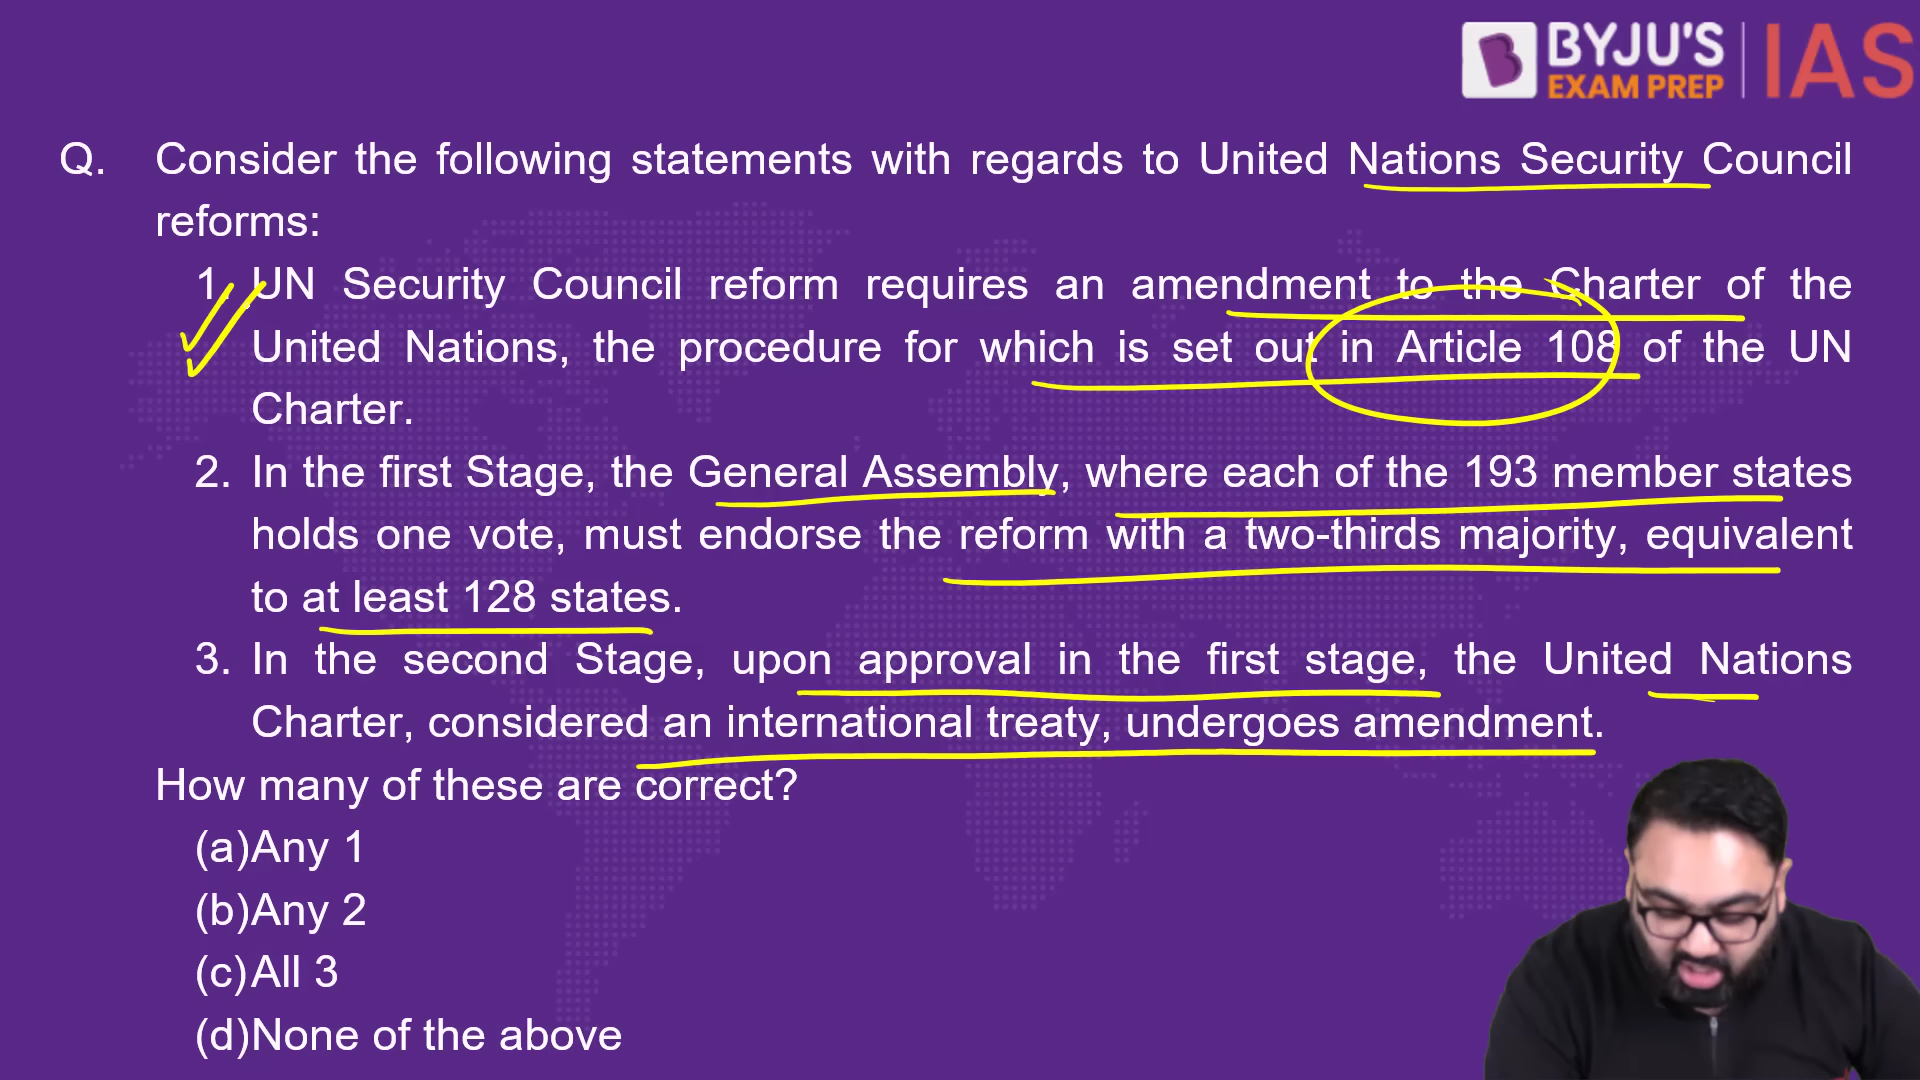 BYJU'S
EXAM PREP
IAS
Q. Consider the following statements with regards to United Nations Security Council
reforms:
1. UN Security Council reform requires an amendment to the Charter of the
United Nations, the procedure for which is set out in Article 108 of the UN
Charter.
2. In the first Stage, the General Assembly, where each of the 193 member states
holds one vote, must endorse the reform with a two-thirds majority, equivalent
to at least 128 states.
3. In the second Stage, upon approval in the first stage, the United Nations
Charter, considered an international treaty, undergoes amendment.
How many of these are correct?
(a)Any 1
(b)Any 2
(c)All 3
(d)None of the above